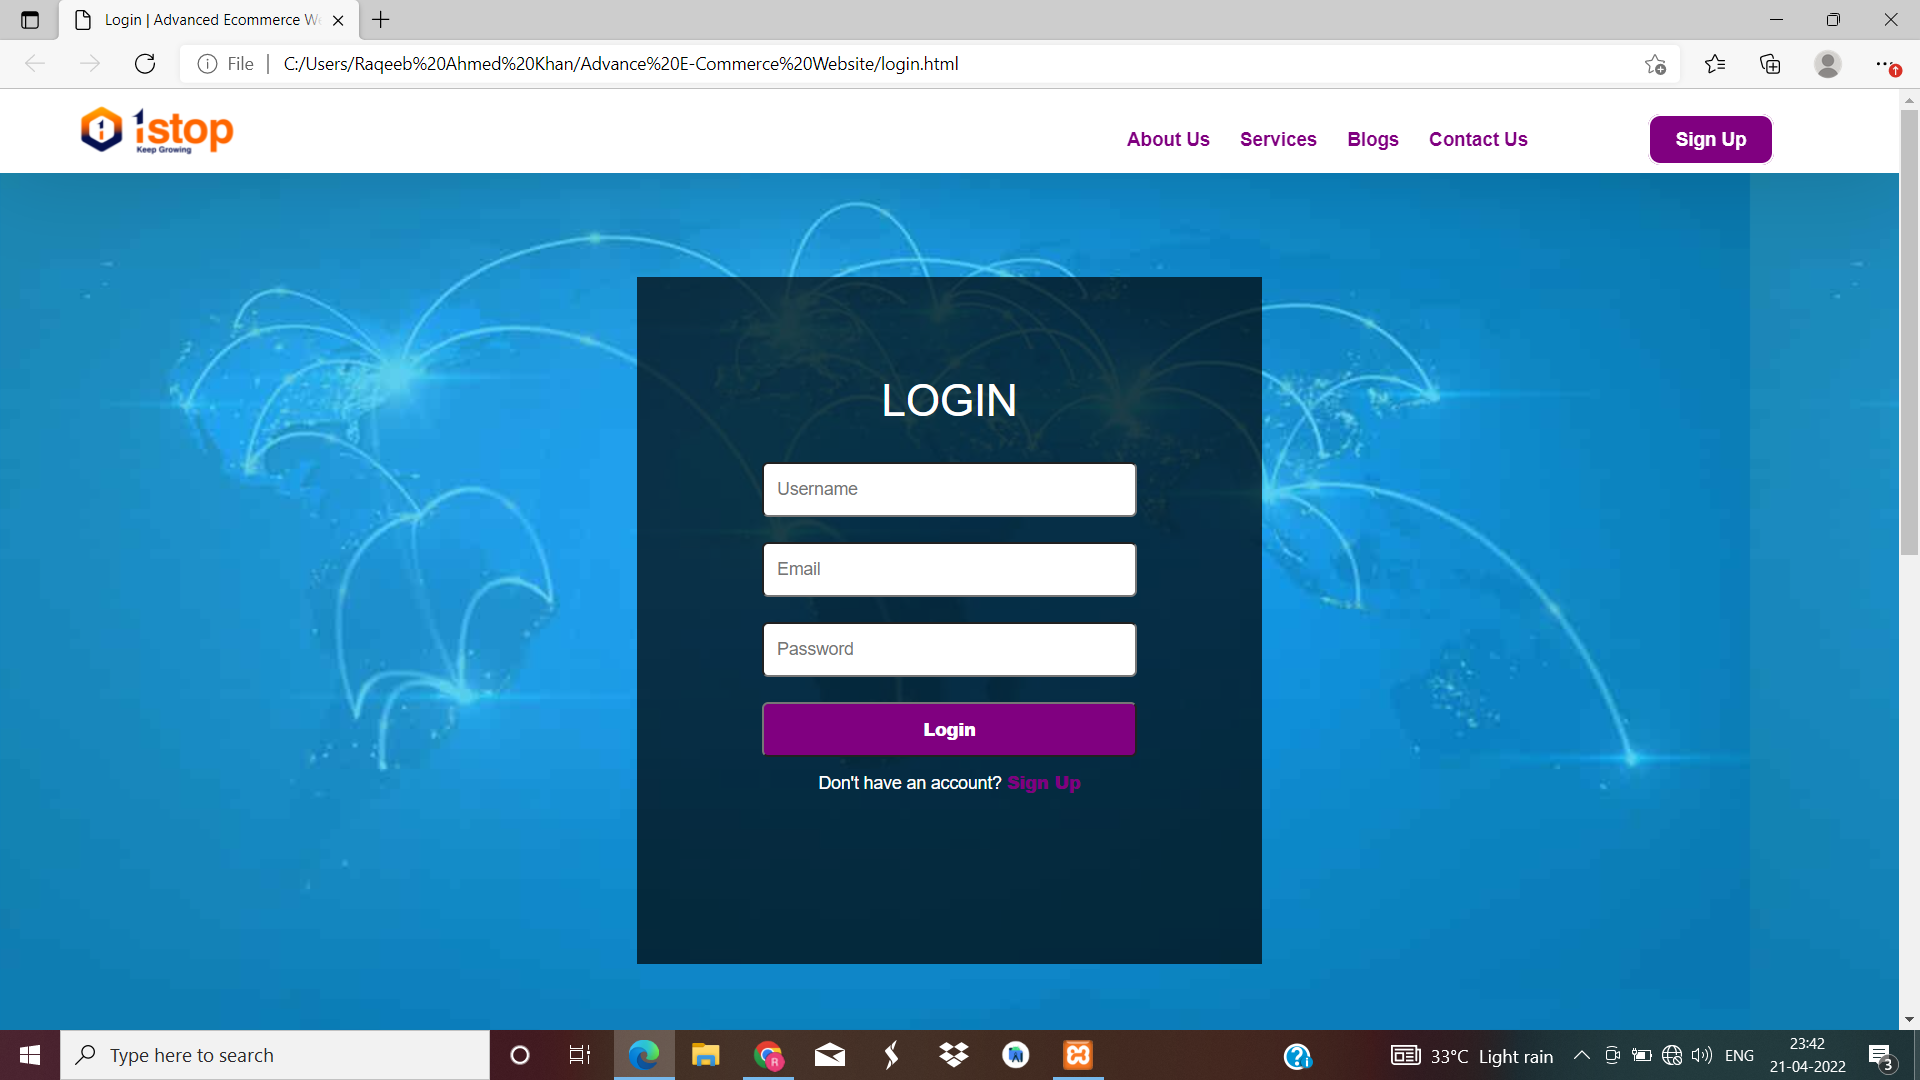 Login | Advanced Ecommerce W
File
C:/Users/Raqeeb%20Ahmed%20Khan/Advance%20E-Commerce%20Website/login.html
1stop
Keep Growing
About Us
Services
Blogs
Contact Us
Sign Up
LOGIN
Username
Email
Password
Login
Don't have an account? Sign Up
Type here to search
R
33°C Light rain
ENG
23:42
21-04-2022
3